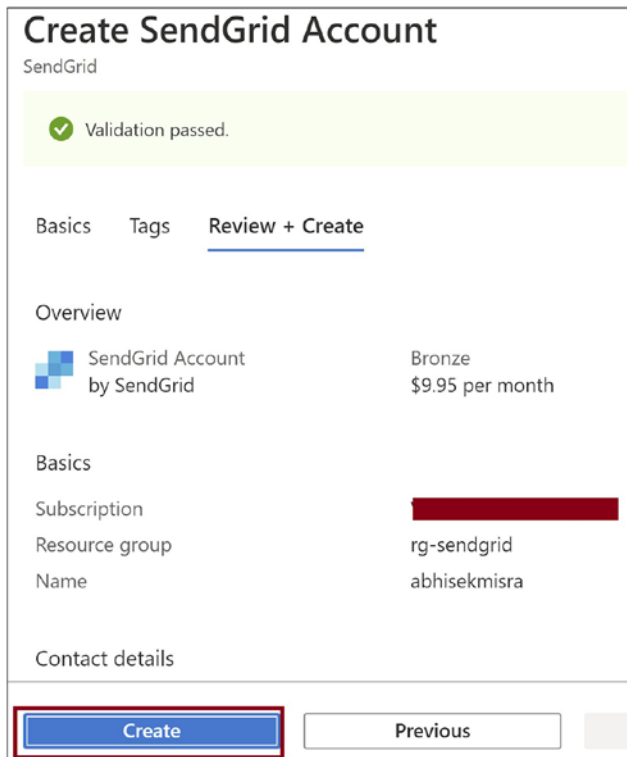 Create SendGrid Account
SendGrid
Validation passed.
Basics Tags Review + Create
Overview
SendGrid Account Bronze
by SendGrid $9.95 per month
Basics
Subscription
Resource group rg-sendgrid
Name abhisekmisra
Contact details
Create Previous